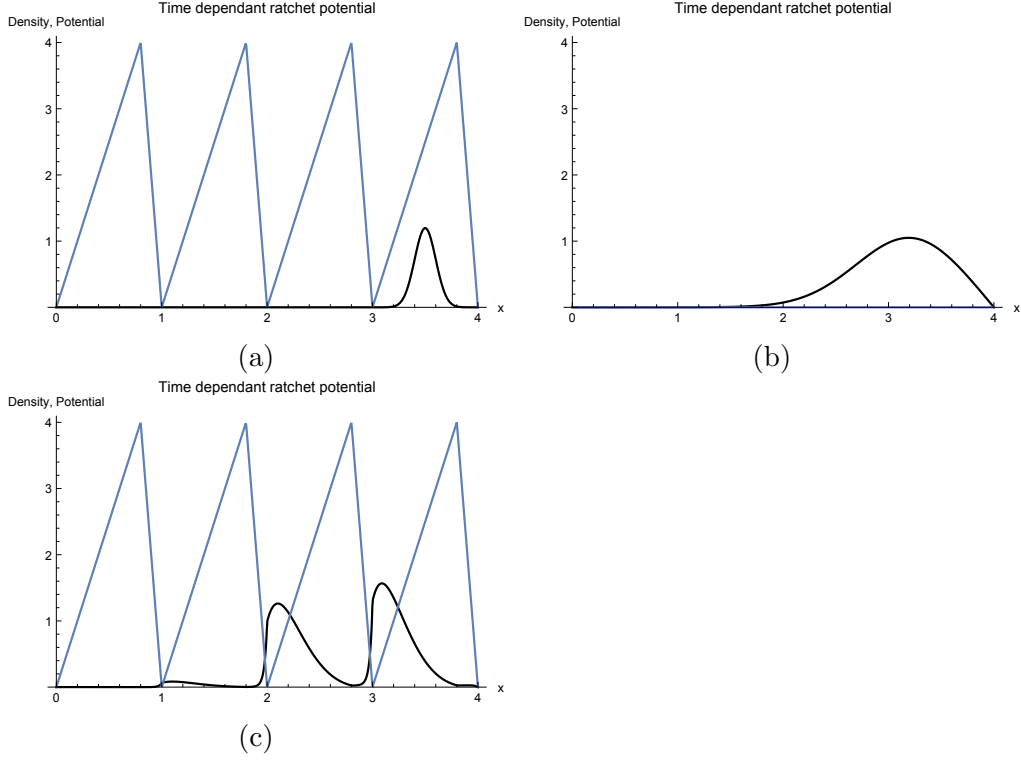 Time dependant ratchet potential
Density, Potential
4
3
2
1
0 1 2 3 4 x
(a)
Time dependant ratchet potential
Density, Potential
4
3
2
1
0 1 2 3 4 x
(b)
Time dependant ratchet potential
Density, Potential
4
3
2
1
0 1 2 3 4 x
(c)